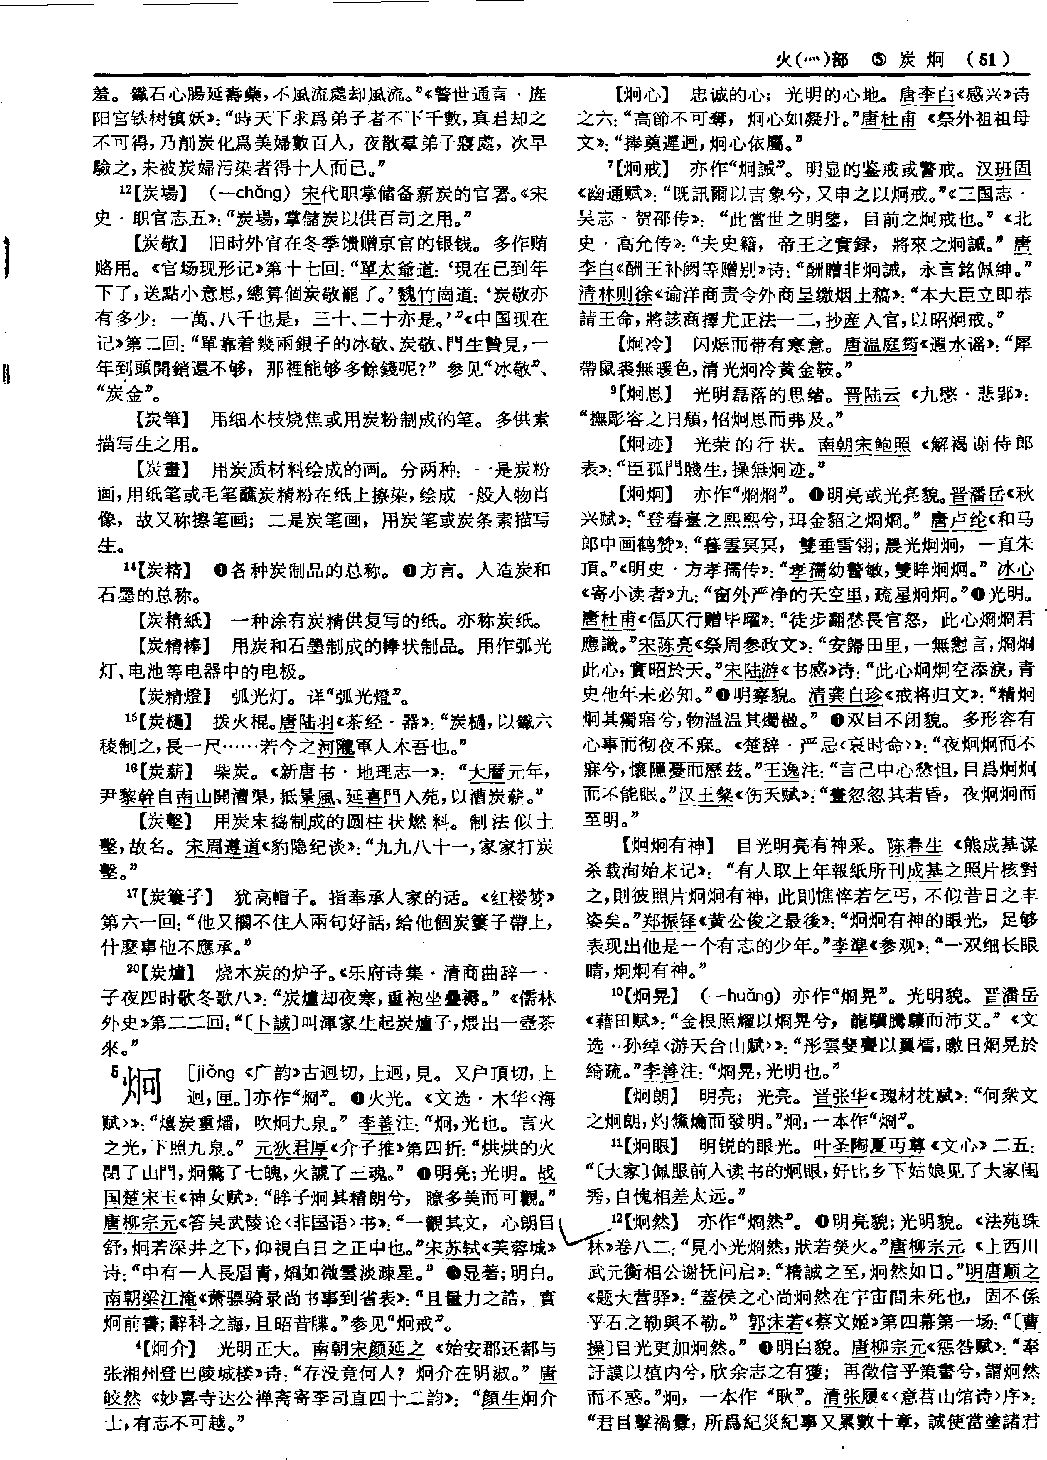 火(灬)部 ⑤ 炭 炯 (51)
羞。鐵石心腸延壽藥,不風流處却風流。”《警世通言·旌
阳宫铁树镇妖》:“時天下求爲弟子者不下千數,真君却之
不可得,乃削炭化爲美婦數百人,夜散羣弟子寢處,次早
驗之,未被炭婦污染者得十人而已。”
12【炭場】 (—chǎng) 宋代职掌储备薪炭的官署。《宋
史·职官志五》:“炭場,掌儲炭以供百司之用。”
【炭敬】 旧时外官在冬季馈赠京官的银钱。多作贿
赂用。《官场现形记》第十七回:“單太爺道:‘現在已到年
下了,送點小意思,總算個炭敬罷了。’魏竹崗道:‘炭敬亦
有多少: 一萬、八千也是,三十、二十亦是。’”《中国现在
记》第二回:“單靠着幾兩銀子的冰敬、炭敬、門生贄見,一
年到頭開銷還不够,那裡能够多餘錢呢?” 参见“冰敬”、
“炭金”。
【炭筆】 用细木枝烧焦或用炭粉制成的笔。多供素
描写生之用。
【炭畫】 用炭质材料绘成的画。分两种: 一是炭粉
画,用纸笔或毛笔蘸炭精粉在纸上擦染,绘成一般人物肖
像,故又称擦笔画;二是炭笔画,用炭笔或炭条素描写
生。
14【炭精】 ❶各种炭制品的总称。❷方言。人造炭和
石墨的总称。
【炭精紙】 一种涂有炭精供复写的纸。亦称炭纸。
【炭精棒】 用炭和石墨制成的棒状制品。用作弧光
灯、电池等电器中的电极。
【炭精燈】 弧光灯。详“弧光燈”。
15【炭檛】 拨火棍。唐陆羽《茶经·器》:“炭檛,以鐵六
稜制之,長一尺……若今之河隴軍人木吾也。”
16【炭薪】 柴炭。《新唐书·地理志一》: “大曆元年,
尹黎幹自南山開漕渠,抵景風、延喜門入苑,以漕炭薪。”
【炭墼】 用炭末捣制成的圆柱状燃料。制法似土
墼,故名。宋周遵道《豹隐纪谈》:“九九八十一,家家打炭
墼。”
17【炭簍子】 犹高帽子。指奉承人家的话。《红楼梦》
第六一回:“他又擱不住人兩句好話,給他個炭簍子帶上,
什麽事他不應承。”
20【炭爐】 烧木炭的炉子。《乐府诗集·清商曲辞一·
子夜四时歌冬歌八》:“炭爐却夜寒,重袍坐疊褥。” 《儒林
外史》第二二回:“〔卜誠〕叫渾家生起炭爐子,煨出一壺茶
來。”
5炯 [jiǒng 《广韵》古迥切,上迥,見。又户頂切,上
迥,匣。]亦作“烱”。❶火光。《文选·木华〈海
赋〉》:“熺炭重燔,吹炯九泉。” 李善注:“炯,光也。言火
之光,下照九泉。” 元狄君厚《介子推》第四折:“烘烘的火
閉了山門,炯驚了七魄,火諕了三魂。” ❷明亮;光明。战
国楚宋玉《神女赋》:“眸子炯其精朗兮,瞭多美而可觀。”
唐柳宗元《答吴武陵论〈非国语〉书》:“一觀其文,心朗目
舒,炯若深井之下,仰視白日之正中也。”宋苏轼《芙蓉城》
诗:“中有一人長眉青,烱如微雲淡疎星。” ❸显著;明白。
南朝梁江淹《萧骠骑录尚书事到省表》:“且量力之誥,寘
炯前書;辭科之誨,且昭昔牒。”参见“炯戒”。
4【炯介】 光明正大。南朝宋颜延之 《始安郡还都与
张湘州登巴陵城楼》诗:“存没竟何人? 炯介在明淑。” 唐
皎然 《妙喜寺达公禅斋寄李司直四十二韵》: “顔生炯介
士,有志不可越。”
【炯心】 忠诚的心;光明的心地。唐李白《感兴》诗
之六:“高節不可奪,炯心如凝丹。”唐杜甫 《祭外祖祖母
文》:“捧奠遲迴,炯心依屬。”
7【炯戒】 亦作“炯誡”。明显的鉴戒或警戒。汉班固
《幽通赋》:“既訊爾以吉象兮,又申之以炯戒。”《三国志·
吴志·贺邵传》:“此當世之明鑒,目前之炯戒也。” 《北
史·高允传》:“夫史籍,帝王之實録,將來之炯誡。” 唐
李白《酬王补阙等赠别》诗:“酬贈非炯誡,永言銘佩紳。”
清林则徐《谕洋商责令外商呈缴烟土稿》:“本大臣立即恭
請王命,將該商擇尤正法一二,抄産入官,以昭炯戒。”
【炯冷】 闪烁而带有寒意。唐温庭筠《遐水谣》:“犀
帶鼠裘無暖色,清光炯冷黄金鞍。”
9【炯思】 光明磊落的思绪。晋陆云 《九愍·悲郢》:
“撫彫容之日頹,怊炯思而弗及。”
【炯迹】 光荣的行状。南朝宋鲍照 《解褐谢侍郎
表》:“臣孤門賤生,操無炯迹。”
【炯炯】 亦作“烱烱”。❶明亮或光亮貌。晋潘岳《秋
兴赋》:“登春臺之熙熙兮,珥金貂之烱烱。” 唐卢纶《和马
郎中画鹤赞》:“暮雲冥冥,雙垂雪翎;晨光炯炯,一直朱
頂。”《明史·方孝孺传》:“孝孺幼警敏,雙眸炯炯。” 冰心
《寄小读者》九:“窗外严净的天空里,疏星炯炯。”❷光明。
唐杜甫《偪仄行赠毕曜》:“徒步翻愁長官怒,此心炯炯君
應識。”宋陈亮《祭周参政文》:“安歸田里,一無懟言,烱烱
此心,實昭於天。”宋陆游《书感》诗:“此心炯炯空添淚,青
史他年未必知。”❸明察貌。清龚自珍《戒将归文》:“精炯
炯其獨寤兮,物溫溫其燭楹。” ❹双目不闭貌。多形容有
心事而彻夜不寐。《楚辞·严忌〈哀时命〉》:“夜炯炯而不
寐兮,懷隱憂而歷兹。”王逸注:“言己中心愁怛,目爲炯炯
而不能眠。”汉王粲《伤夭赋》:“晝忽忽其若昏,夜炯炯而
至明。”
【炯炯有神】 目光明亮有神采。陈春生 《熊成基谋
杀载洵始末记》: “有人取上年報紙所刊成基之照片核對
之,則彼照片炯炯有神,此則憔悴若乞丐,不似昔日之丰
姿矣。”郑振铎《黄公俊之最後》:“炯炯有神的眼光,足够
表现出他是一个有志的少年。”李準《参观》:“一双细长眼
睛,炯炯有神。”
10【炯晃】 (—huǎng) 亦作“烱晃”。光明貌。晋潘岳
《藉田赋》:“金根照耀以炯晃兮,龍驥騰驤而沛艾。” 《文
选·孙绰〈游天台山赋〉》:“彤雲斐亹以翼櫺,曒日炯晃於
綺疏。”李善注:“炯晃,光明也。”
【炯朗】 明亮;光亮。晋张华《瑰材枕赋》:“何衆文
之炯朗,灼㷸爚而發明。”炯,一本作“烱”。
11【炯眼】 明锐的眼光。叶圣陶夏丏尊《文心》二五:
“〔大家〕佩服前人读书的炯眼,好比乡下姑娘见了大家闺
秀,自愧相差太远。”
12【炯然】 亦作“烱然”。❶明亮貌;光明貌。《法苑珠
林》卷八二:“見小光炯然,狀若熒火。”唐柳宗元 《上西川
武元衡相公谢抚问启》:“精誠之至,炯然如日。”明唐顺之
《题大营驿》:“蓋侯之心尚炯然在宇宙間未死也,固不係
乎石之勒與不勒。” 郭沫若《蔡文姬》第四幕第一场:“〔曹
操〕目光更加炯然。” ❷明白貌。唐柳宗元《惩咎赋》:“奉
訏謨以植内兮,欣余志之有獲; 再徵信乎策書兮,謂炯然
而不惑。”炯,一本作 “耿”。清张履《〈意苕山馆诗〉序》:
“君目擊禍釁,所爲紀災紀事又累數十章,誠使當塗諸君